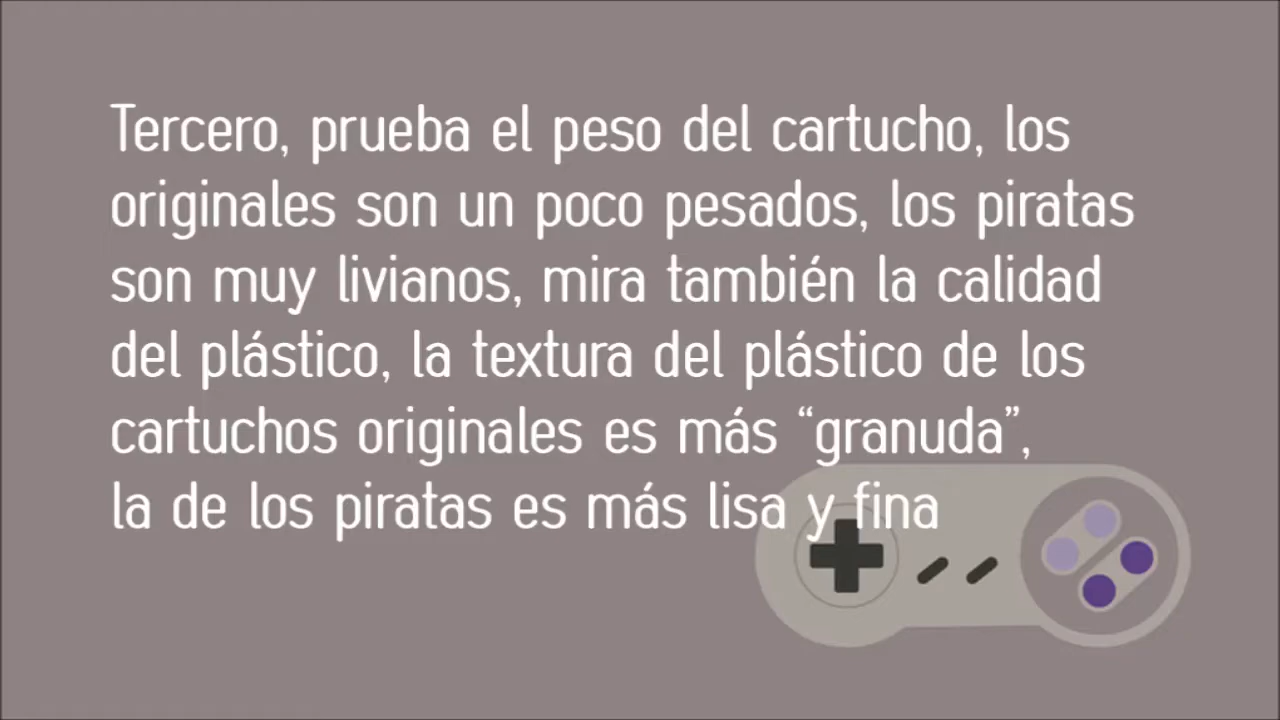 Tercero, prueba el peso del cartucho, los
originales son un poco pesados, los piratas
son muy livianos, mira también la calidad
del plástico, la textura del plástico de los
cartuchos originales es más “granuda”,
la de los piratas es más lisa y fina